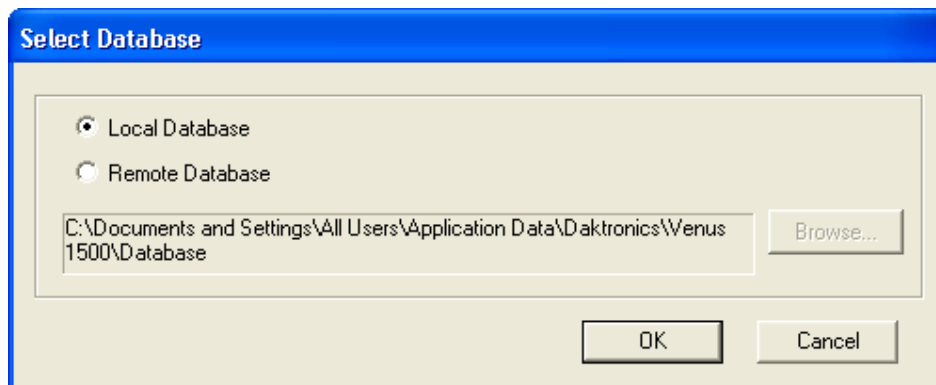 Select Database
Local Database
Remote Database
C:\Documents and Settings\All Users\Application Data\Daktronics\Venus
1500\Database
Browse...
OK
Cancel